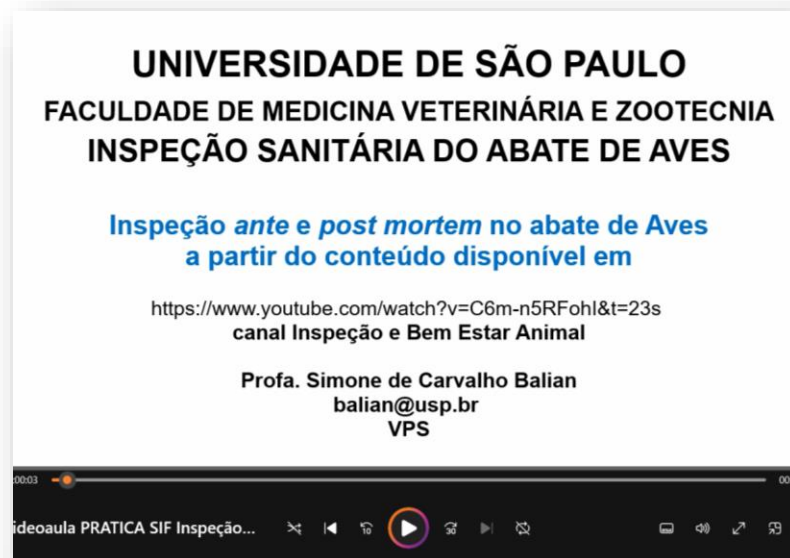 UNIVERSIDADE DE SÃO PAULO
FACULDADE DE MEDICINA VETERINÁRIA E ZOOTECNIA
INSPEÇÃO SANITÁRIA DO ABATE DE AVES
Inspeção ante e post mortem no abate de Aves
a partir do conteúdo disponível em
https://www.youtube.com/watch?v=C6m-n5RFohI&t=23s
canal Inspeção e Bem Estar Animal
Profa. Simone de Carvalho Balian
balian@usp.br
VPS
:00:03 00
ideoaula PRATICA SIF Inspeção... 10 30